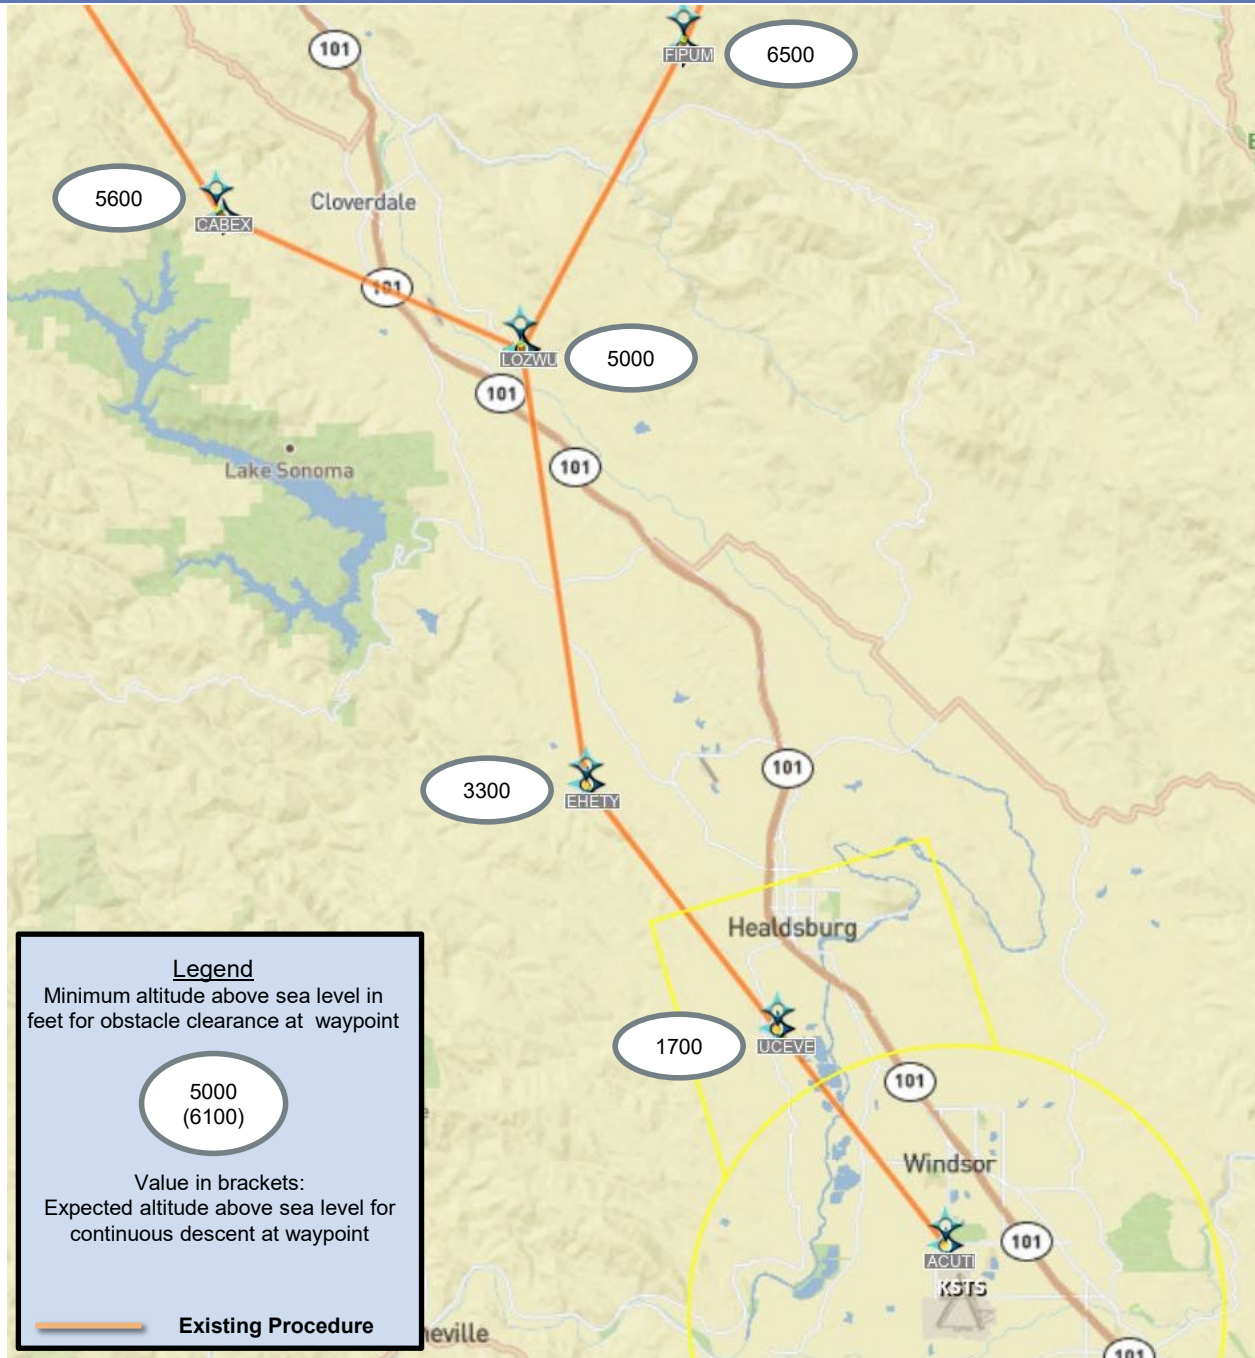 101
FIPUM
6500
5600
CABEX
Cloverdale
101
LOZWU
5000
101
101
Lake Sonoma
101
3300
EHETY
Healdsburg
Legend
Minimum altitude above sea level in
feet for obstacle clearance at waypoint
5000
(6100)
Value in brackets:
Expected altitude above sea level for
continuous descent at waypoint
Existing Procedure
1700
UCEVE
101
Windsor
101
ACUTI
KSTS
neville
101